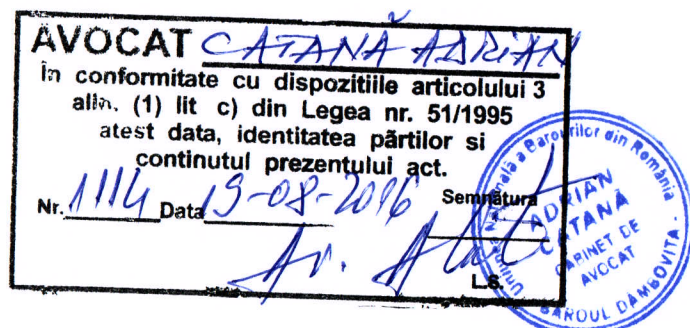 AVOCAT CATANĂ ADRIAN
În conformitate cu dispozitiile articolului 3
alin. (1) lit c) din Legea nr. 51/1995
atest data, identitatea părtilor si
continutul prezentului act.
Nr. 1114 Data 19-08-2016 Semnătura
Av.
L.S.
Uniunea Națională a Barourilor din România
ADRIAN
CATANĂ
CABINET DE
AVOCAT
BAROUL DÂMBOVIȚA